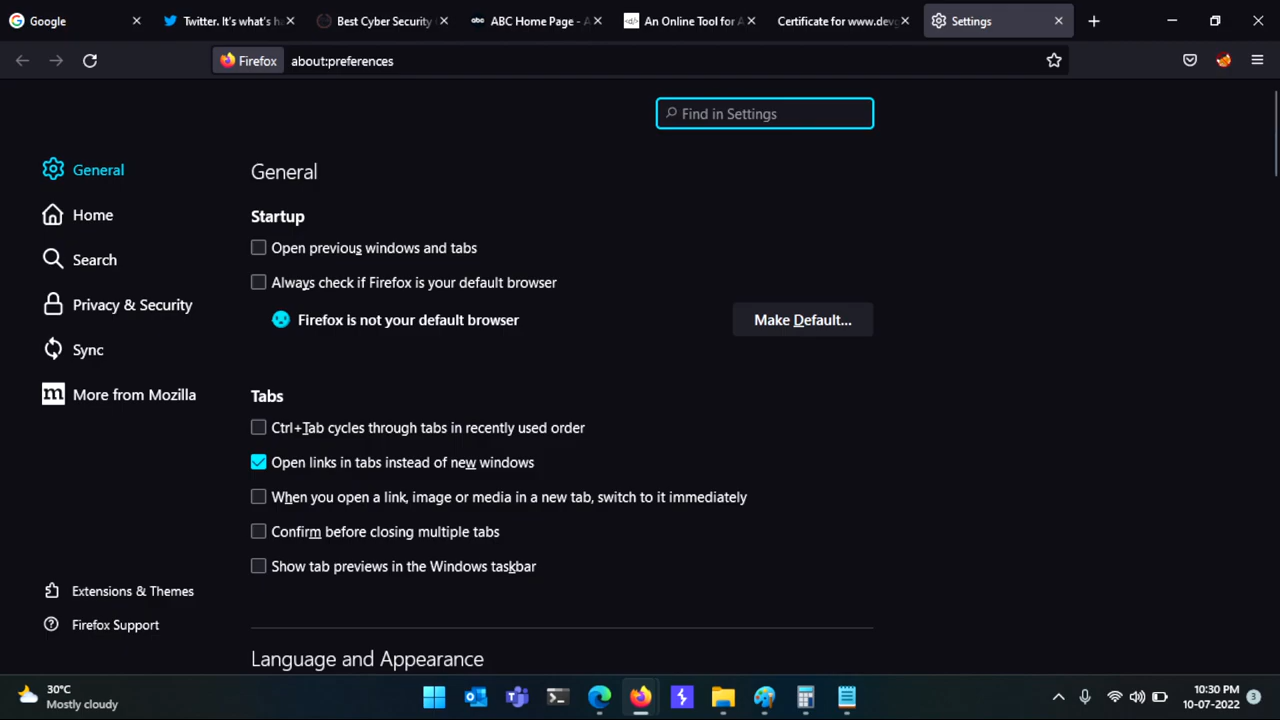 Google
Twitter. It's what's ha
Best Cyber Security
abc ABC Home Page - A
An Online Tool for A
Certificate for www.dev
Settings
Firefox
about:preferences
Find in Settings
General
Home
Search
Privacy & Security
Sync
m More from Mozilla
Extensions & Themes
Firefox Support
General
Startup
Open previous windows and tabs
Always check if Firefox is your default browser
Firefox is not your default browser
Make Default...
Tabs
Ctrl+Tab cycles through tabs in recently used order
Open links in tabs instead of new windows
When you open a link, image or media in a new tab, switch to it immediately
Confirm before closing multiple tabs
Show tab previews in the Windows taskbar
Language and Appearance
30°C
Mostly cloudy
10:30 PM
10-07-2022
3